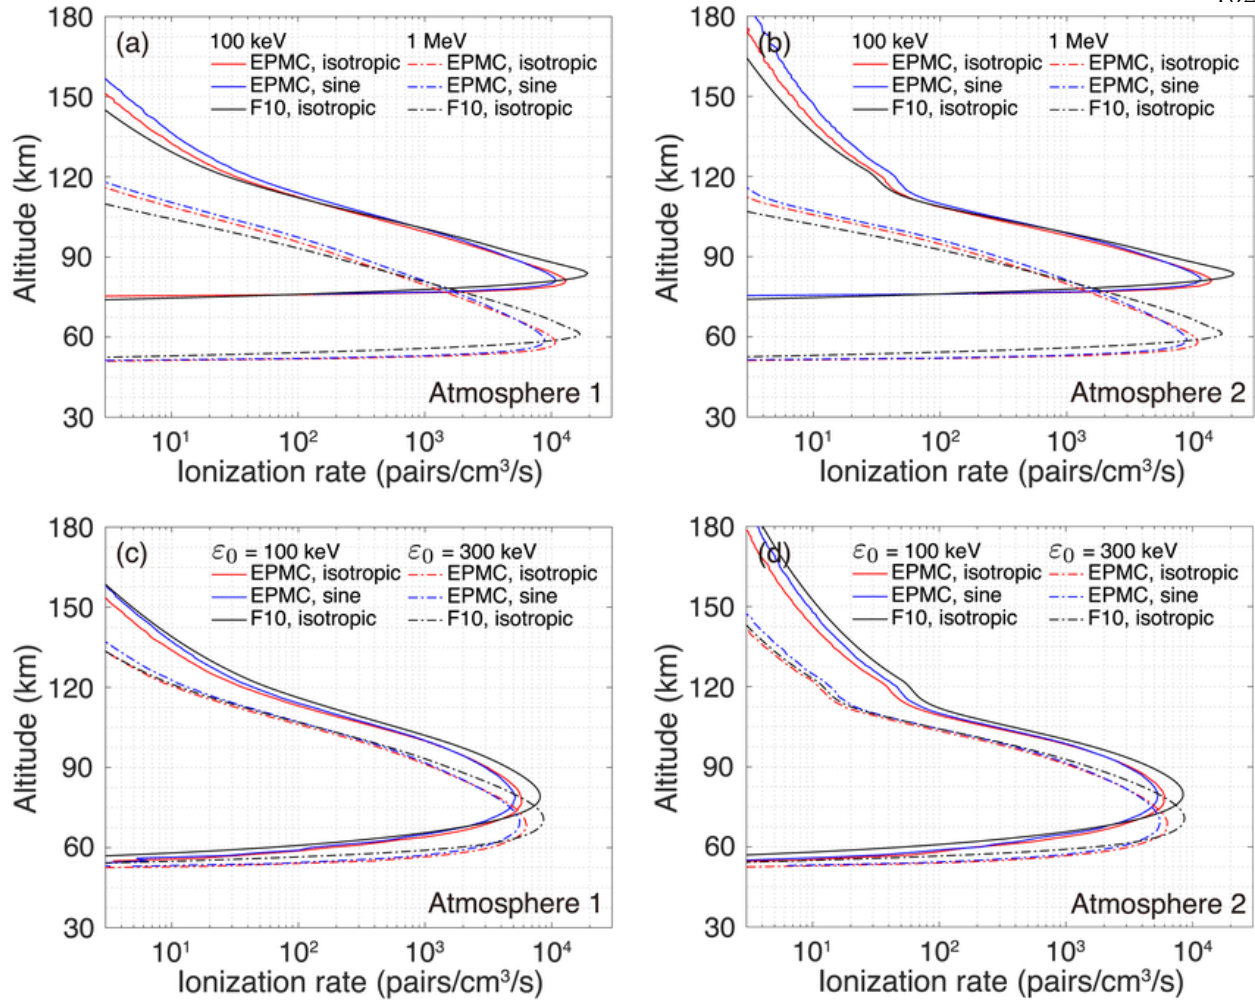 180
150
120
90
60
30
Altitude (km)
(a)
100 keV 1 MeV
EPMC, isotropic EPMC, isotropic
EPMC, sine EPMC, sine
F10, isotropic F10, isotropic
Atmosphere 1
10¹ 10² 10³ 10⁴
Ionization rate (pairs/cm³/s)
180
150
120
90
60
30
Altitude (km)
(b)
100 keV 1 MeV
EPMC, isotropic EPMC, isotropic
EPMC, sine EPMC, sine
F10, isotropic F10, isotropic
Atmosphere 2
10¹ 10² 10³ 10⁴
Ionization rate (pairs/cm³/s)
180
150
120
90
60
30
Altitude (km)
(c)
ε₀ = 100 keV ε₀ = 300 keV
EPMC, isotropic EPMC, isotropic
EPMC, sine EPMC, sine
F10, isotropic F10, isotropic
Atmosphere 1
10¹ 10² 10³ 10⁴
Ionization rate (pairs/cm³/s)
180
150
120
90
60
30
Altitude (km)
(d)
ε₀ = 100 keV ε₀ = 300 keV
EPMC, isotropic EPMC, isotropic
EPMC, sine EPMC, sine
F10, isotropic F10, isotropic
Atmosphere 2
10¹ 10² 10³ 10⁴
Ionization rate (pairs/cm³/s)